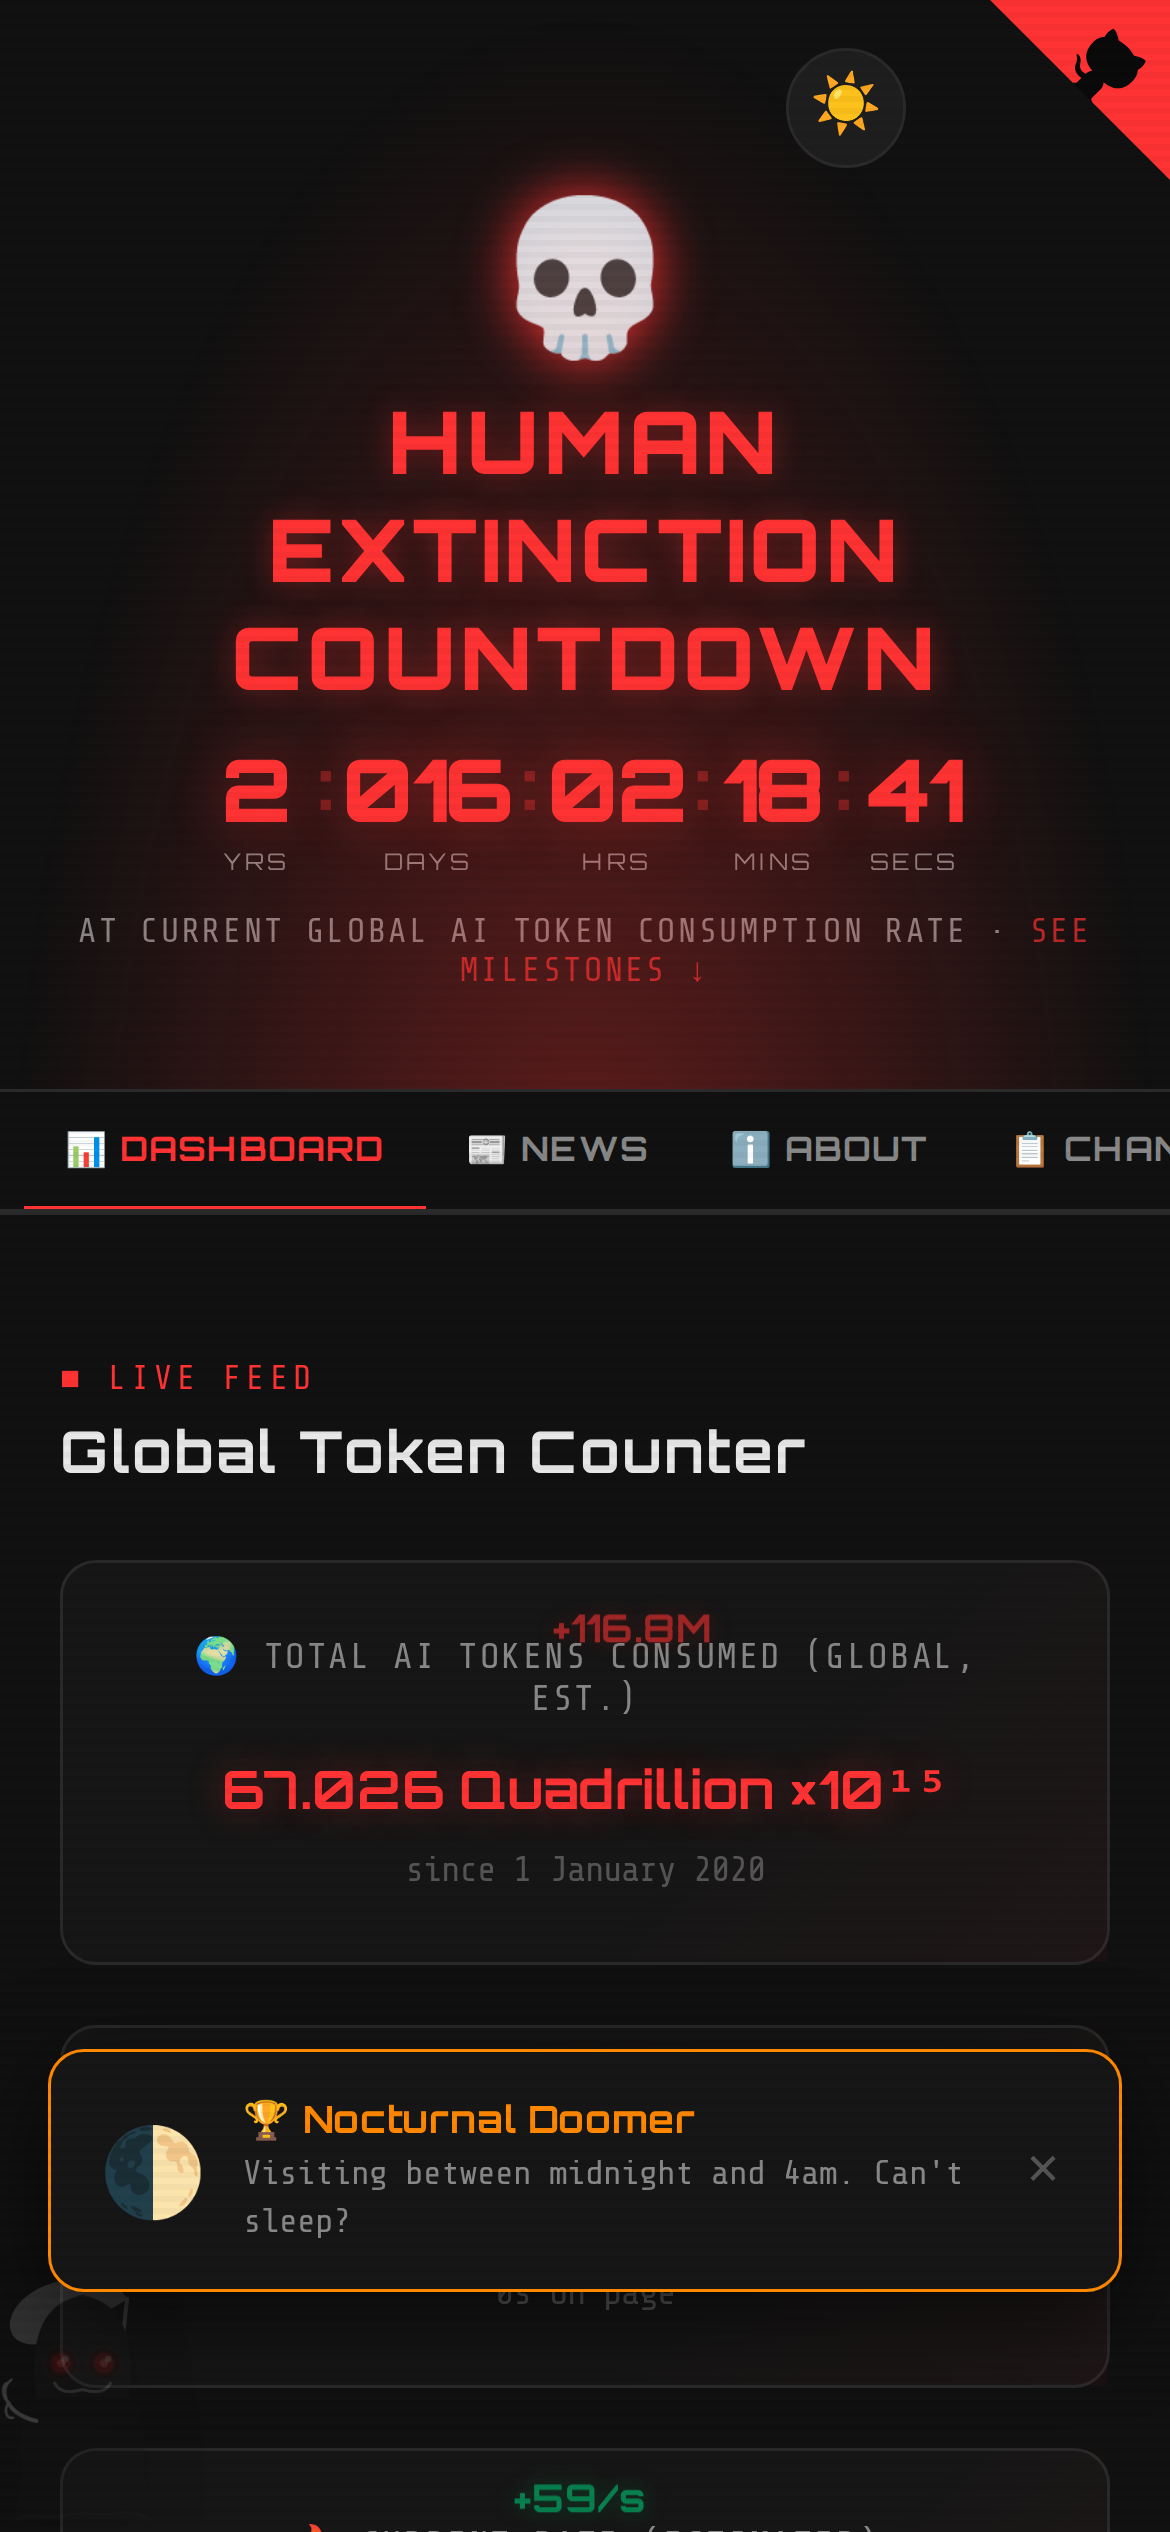 HUMAN
EXTINCTION
COUNTDOWN
2 : 016 : 02 : 18 : 41
YRS DAYS HRS MINS SECS
AT CURRENT GLOBAL AI TOKEN CONSUMPTION RATE · SEE
MILESTONES ↓
📊 DASHBOARD 📰 NEWS ℹ️ ABOUT 📋 CHAN
■ LIVE FEED
Global Token Counter
+116.8M
🌍 TOTAL AI TOKENS CONSUMED (GLOBAL,
EST.)
67.026 Quadrillion x10¹⁵
since 1 January 2020
🏆 Nocturnal Doomer
Visiting between midnight and 4am. Can't
sleep?
0s on page
+59/s